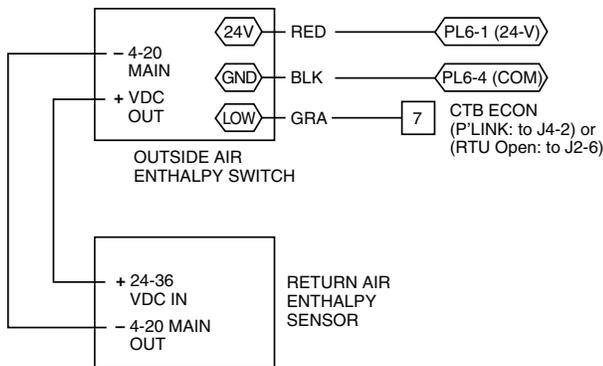 24V RED PL6-1 (24-V)
– 4-20
MAIN
GND BLK PL6-4 (COM)
+ VDC
OUT
LOW GRA 7 CTB ECON
(P'LINK: to J4-2) or
(RTU Open: to J2-6)
OUTSIDE AIR
ENTHALPY SWITCH
+ 24-36
VDC IN
– 4-20 MAIN
OUT
RETURN AIR
ENTHALPY
SENSOR